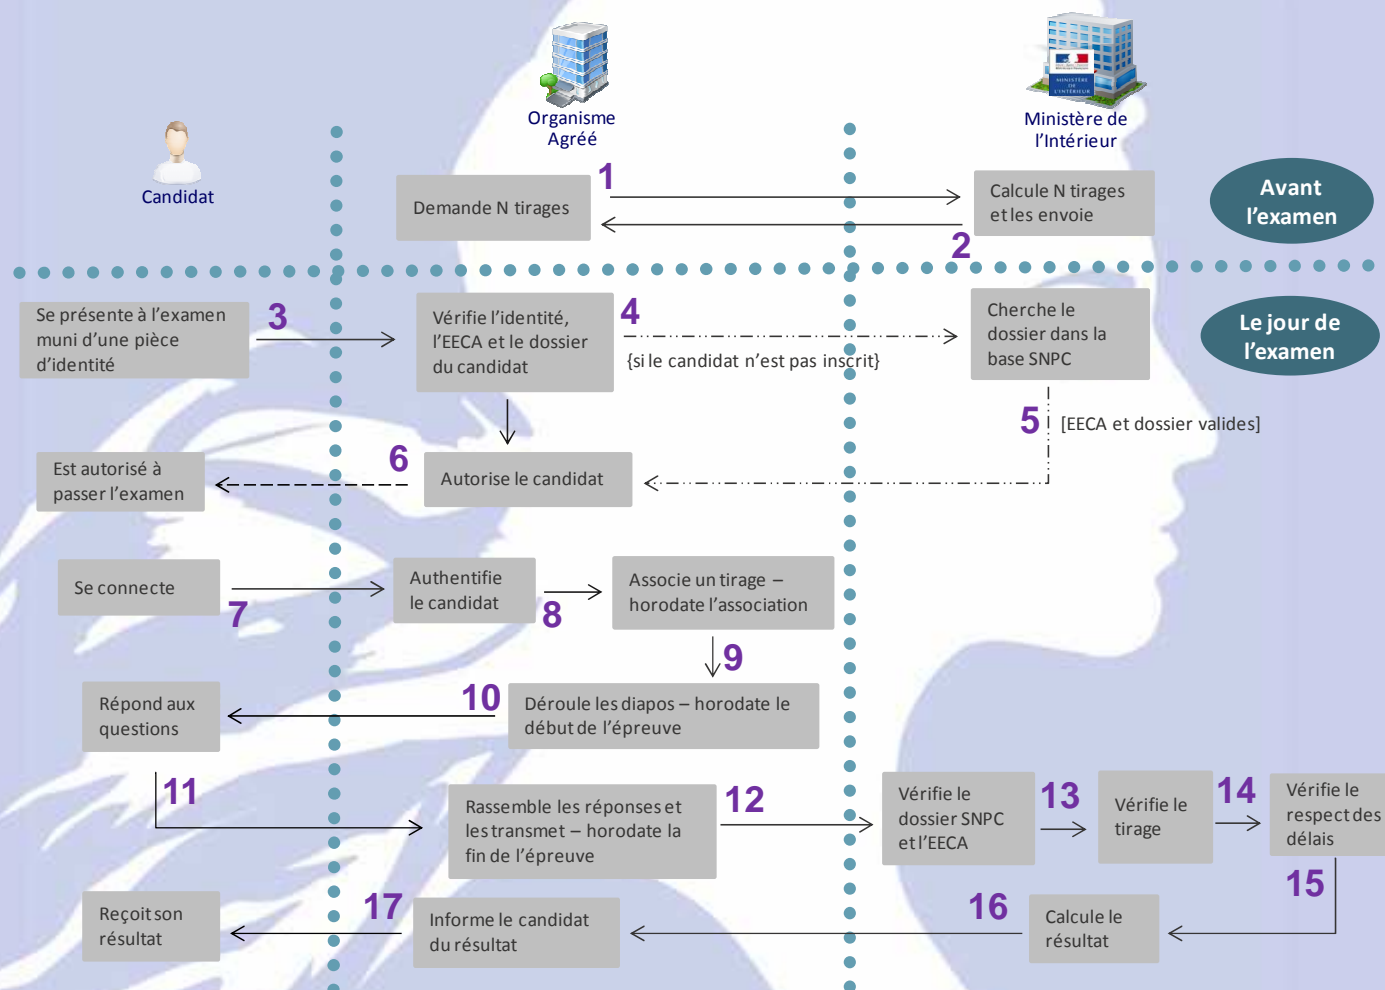 Organisme
Agréé
Ministère de
l'Intérieur
MINISTÈRE
DE
L'INTÉRIEUR
Candidat
1
Demande N tirages
Calcule N tirages
et les envoie
Avant
l'examen
2
Se présente à l'examen
muni d'une pièce
d'identité
3
Vérifie l'identité,
l'EECA et le dossier
du candidat
4
{si le candidat n'est pas inscrit}
Cherche le
dossier dans la
base SNPC
Le jour de
l'examen
5
[EECA et dossier valides]
Est autorisé à
passer l'examen
6
Autorise le candidat
Se connecte
7
Authentifie
le candidat
8
Associe un tirage –
horodate l'association
9
Répond aux
questions
10
Déroule les diapos – horodate le
début de l'épreuve
11
Rassemble les réponses et
les transmet – horodate la
fin de l'épreuve
12
Vérifie le
dossier SNPC
et l'EECA
13
Vérifie le
tirage
14
Vérifie le
respect des
délais
15
Reçoit son
résultat
17
Informe le candidat
du résultat
16
Calcule le
résultat